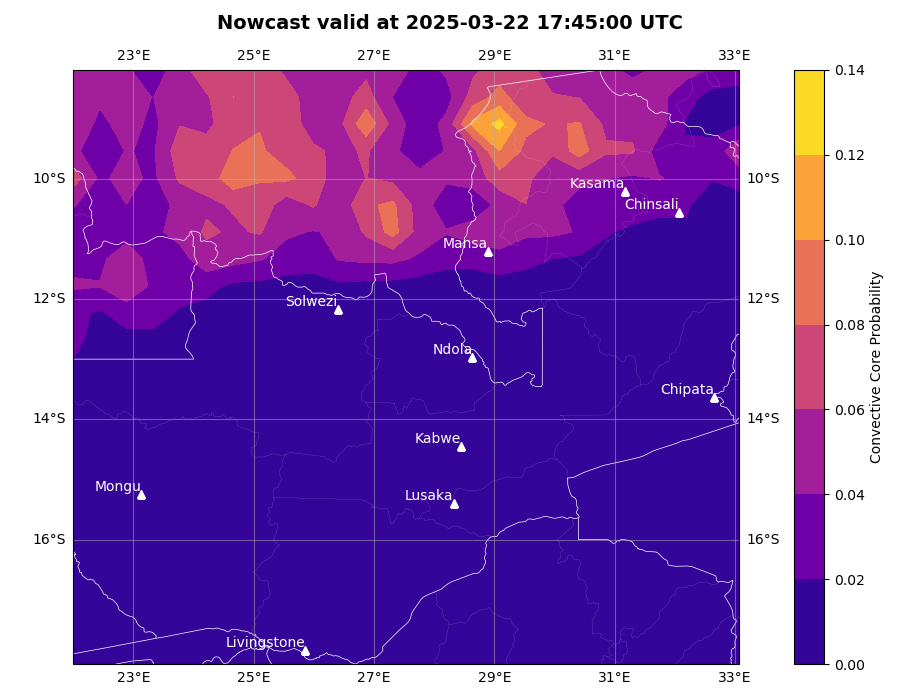 Nowcast valid at 2025-03-22 17:45:00 UTC
23°E 25°E 27°E 29°E 31°E 33°E
0.14
0.12
10°S Kasama 10°S
Chinsali
0.10
Mansa
12°S Solwezi 12°S
0.08
Ndola
Chipata
0.06
14°S 14°S
Kabwe
0.04
Mongu
Lusaka
16°S 16°S
0.02
Livingstone
0.00
23°E 25°E 27°E 29°E 31°E 33°E
Convective Core Probability